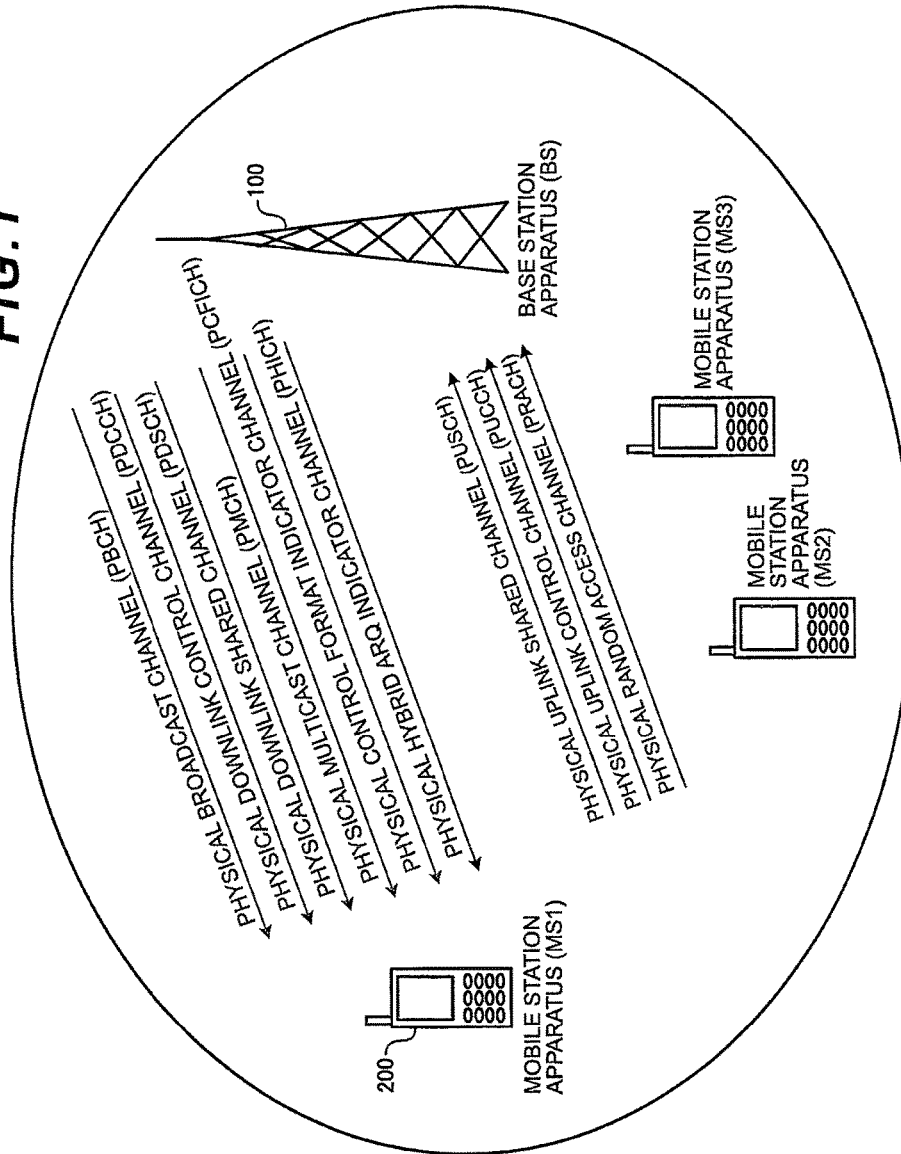 FIG. 1
PHYSICAL BROADCAST CHANNEL (PBCH)
PHYSICAL DOWNLINK CONTROL CHANNEL (PDCCH)
PHYSICAL DOWNLINK SHARED CHANNEL (PDSCH)
PHYSICAL MULTICAST CHANNEL (PMCH)
PHYSICAL CONTROL FORMAT INDICATOR CHANNEL (PCFICH)
PHYSICAL HYBRID ARQ INDICATOR CHANNEL (PHICH)
100
BASE STATION
APPARATUS (BS)
200
MOBILE STATION
APPARATUS (MS1)
PHYSICAL UPLINK SHARED CHANNEL (PUSCH)
PHYSICAL UPLINK CONTROL CHANNEL (PUCCH)
PHYSICAL RANDOM ACCESS CHANNEL (PRACH)
MOBILE STATION
APPARATUS (MS3)
MOBILE
STATION
APPARATUS
(MS2)